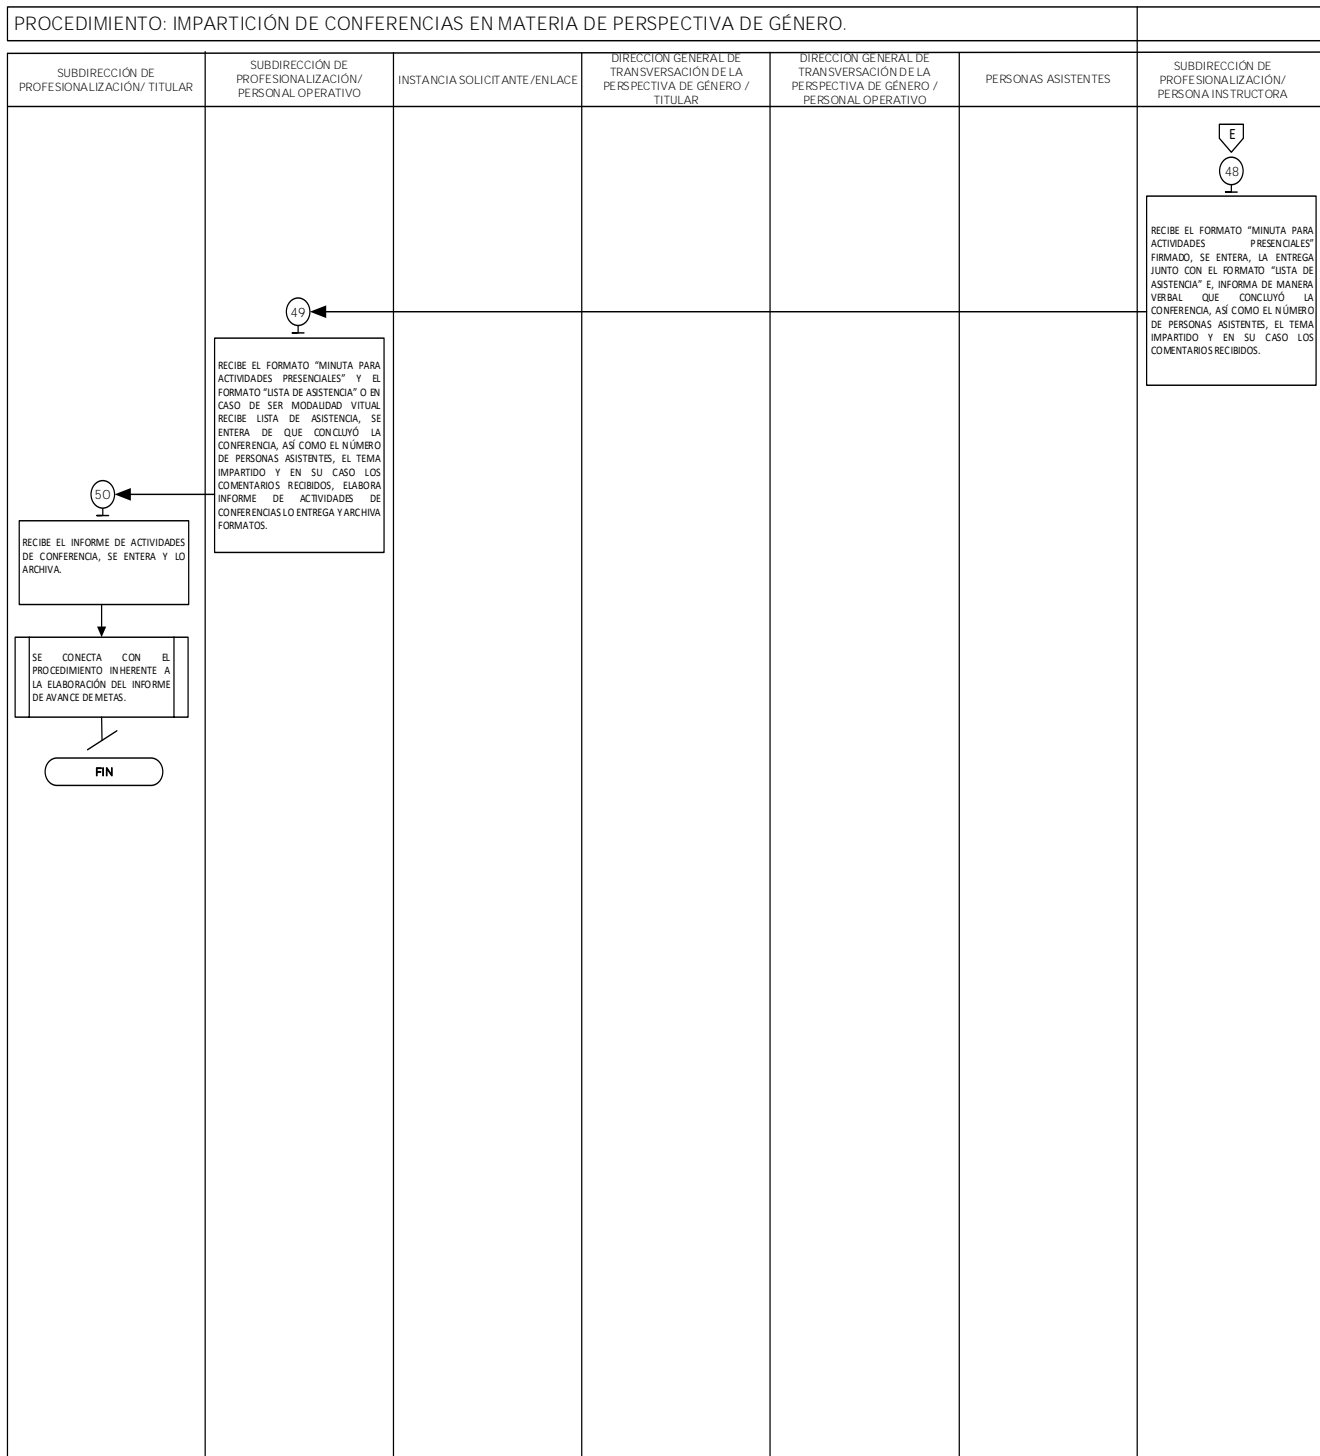 PROCEDIMIENTO: IMPARTICIÓN DE CONFERENCIAS EN MATERIA DE PERSPECTIVA DE GÉNERO.
SUBDIRECCIÓN DE
PROFESIONALIZACIÓN/ TITULAR
SUBDIRECCIÓN DE
PROFESIONALIZACIÓN/
PERSONAL OPERATIVO
INSTANCIA SOLICITANTE/ENLACE
DIRECCIÓN GENERAL DE
TRANSVERSACIÓN DE LA
PERSPECTIVA DE GÉNERO /
TITULAR
DIRECCIÓN GENERAL DE
TRANSVERSACIÓN DE LA
PERSPECTIVA DE GÉNERO /
PERSONAL OPERATIVO
PERSONAS ASISTENTES
SUBDIRECCIÓN DE
PROFESIONALIZACIÓN/
PERSONA INSTRUCTORA
E
48
RECIBE EL FORMATO "MINUTA PARA
ACTIVIDADES PRESENCIALES"
FIRMADO, SE ENTERA, LA ENTREGA
JUNTO CON EL FORMATO "LISTA DE
ASISTENCIA" E, INFORMA DE MANERA
VERBAL QUE CONCLUYÓ LA
CONFERENCIA, ASÍ COMO EL NÚMERO
DE PERSONAS ASISTENTES, EL TEMA
IMPARTIDO Y EN SU CASO LOS
COMENTARIOS RECIBIDOS.
49
RECIBE EL FORMATO "MINUTA PARA
ACTIVIDADES PRESENCIALES" Y EL
FORMATO "LISTA DE ASISTENCIA" O EN
CASO DE SER MODALIDAD VITUAL
RECIBE LISTA DE ASISTENCIA, SE
ENTERA DE QUE CONCLUYÓ LA
CONFERENCIA, ASÍ COMO EL NÚMERO
DE PERSONAS ASISTENTES, EL TEMA
IMPARTIDO Y EN SU CASO LOS
COMENTARIOS RECIBIDOS, ELABORA
INFORME DE ACTIVIDADES DE
CONFERENCIAS LO ENTREGA Y ARCHIVA
FORMATOS.
50
RECIBE EL INFORME DE ACTIVIDADES
DE CONFERENCIA, SE ENTERA Y LO
ARCHIVA.
SE CONECTA CON EL
PROCEDIMIENTO INHERENTE A
LA ELABORACIÓN DEL INFORME
DE AVANCE DE METAS.
FIN